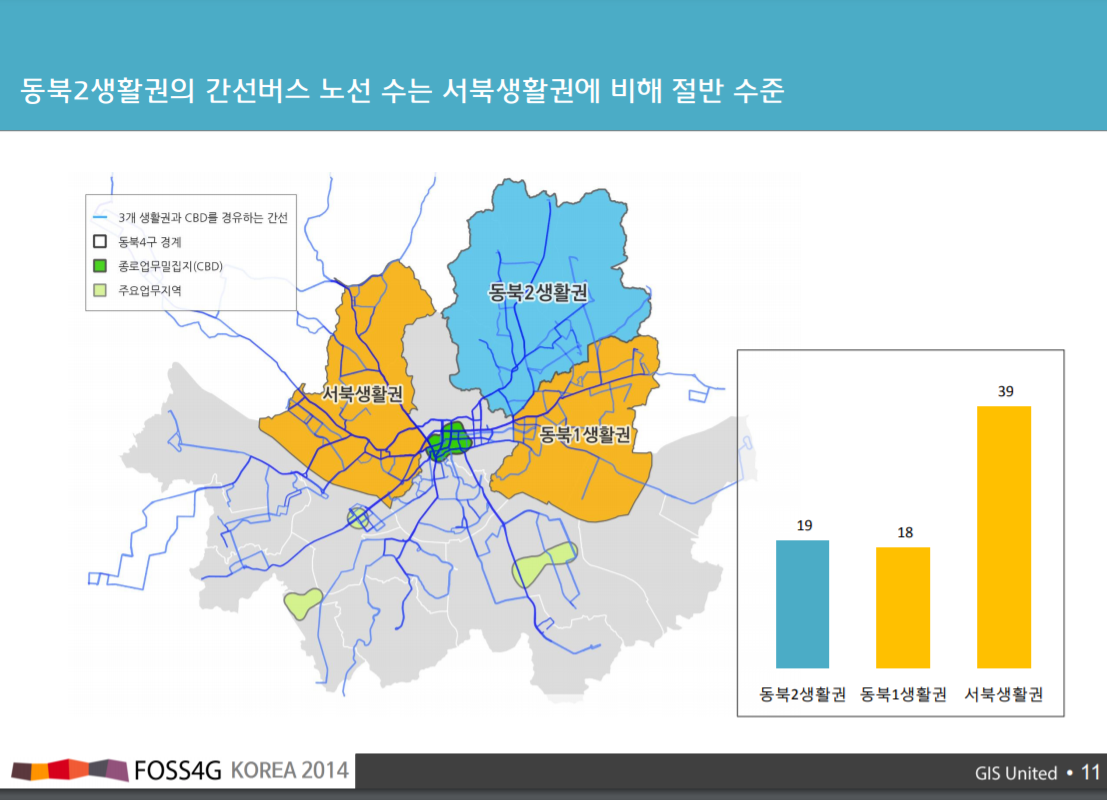 동북2생활권의 간선버스 노선 수는 서북생활권에 비해 절반 수준
3개 생활권과 CBD를 경유하는 간선
동북4구 경계
종로업무밀집지(CBD)
주요업무지역
동북2생활권
서북생활권
동북1생활권
39
19
18
동북2생활권 동북1생활권 서북생활권
FOSS4G KOREA 2014
GIS United • 11